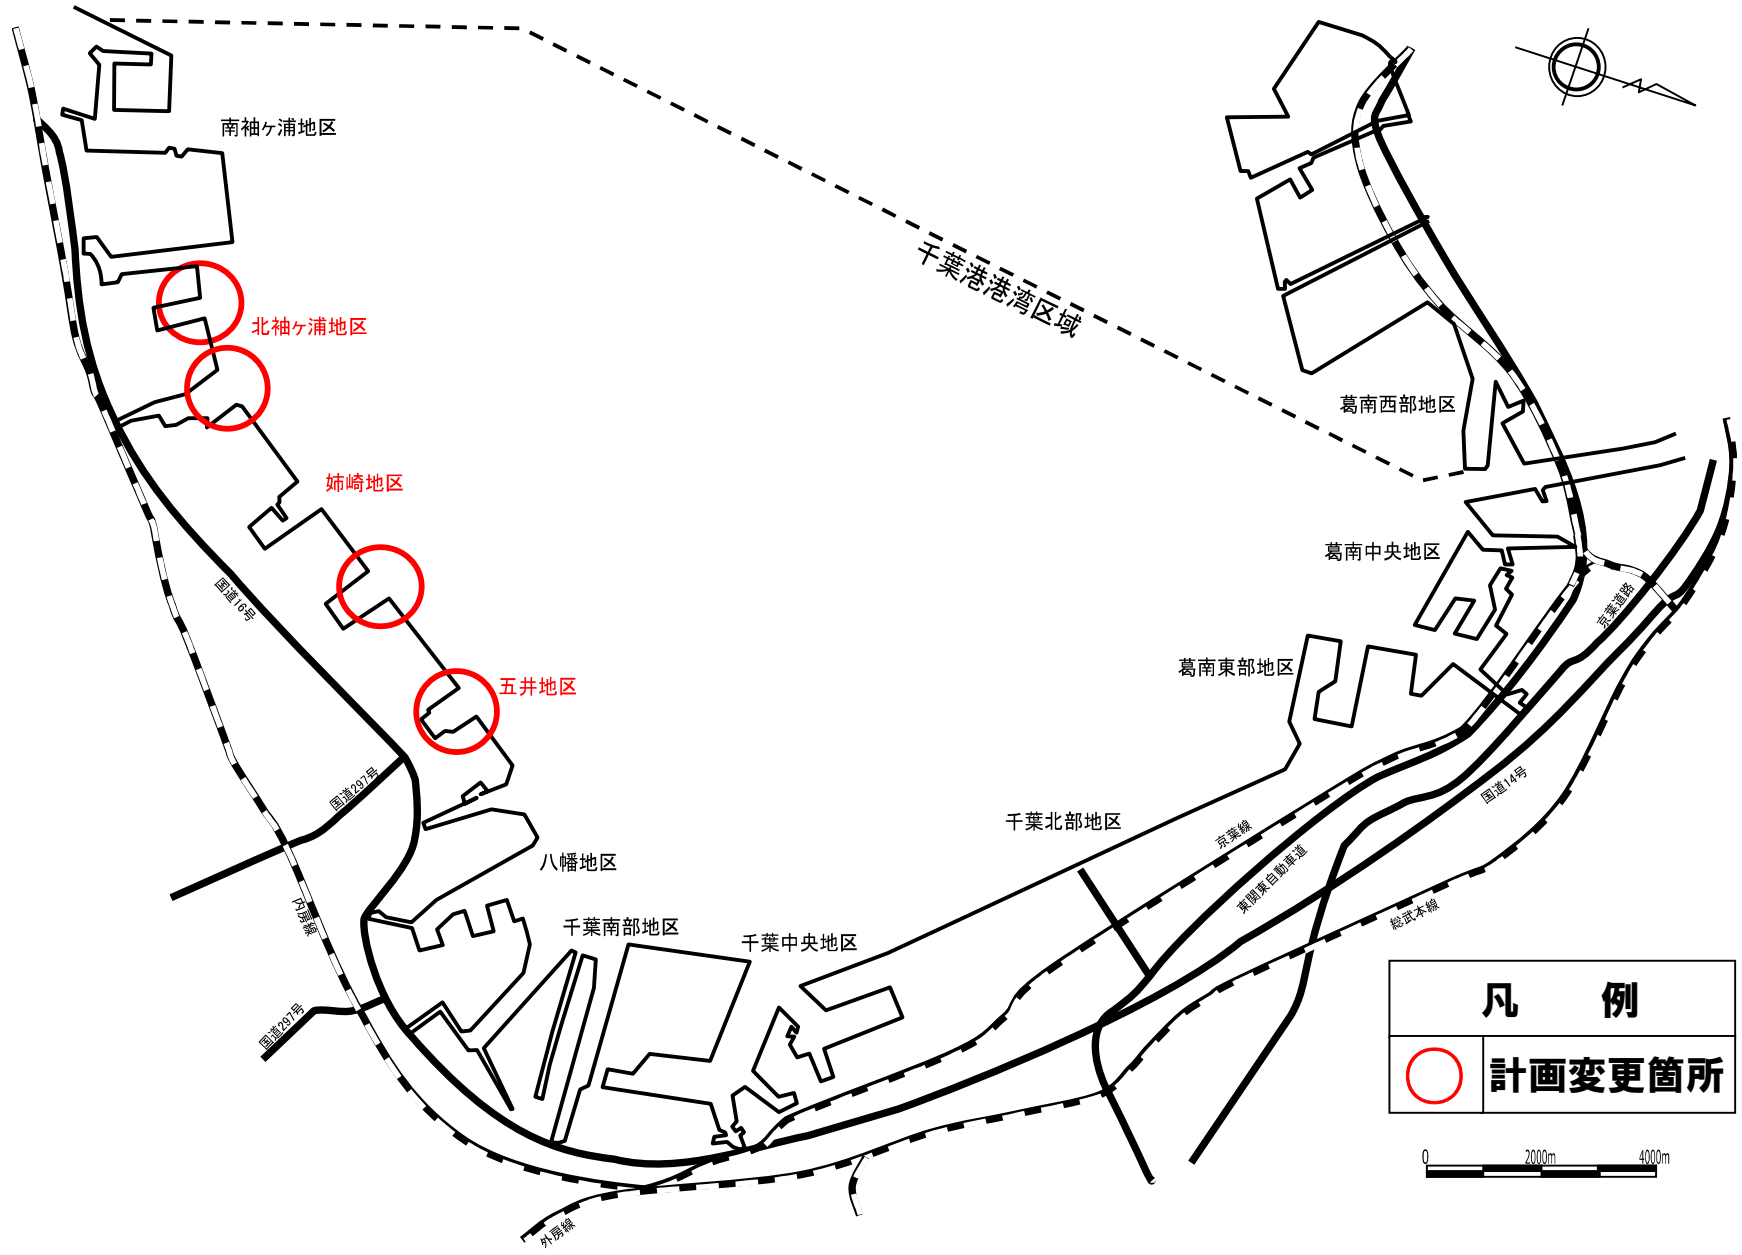 南袖ヶ浦地区
北袖ヶ浦地区
千葉港港湾区域
葛南西部地区
姉崎地区
葛南中央地区
国道16号
京葉道路
五井地区
葛南東部地区
国道297号
国道14号
千葉北部地区
京葉線
八幡地区
東関東自動車道
内房線
千葉南部地区
千葉中央地区
総武本線
国道297号
外房線
凡 例
計画変更箇所
0 2000m 4000m